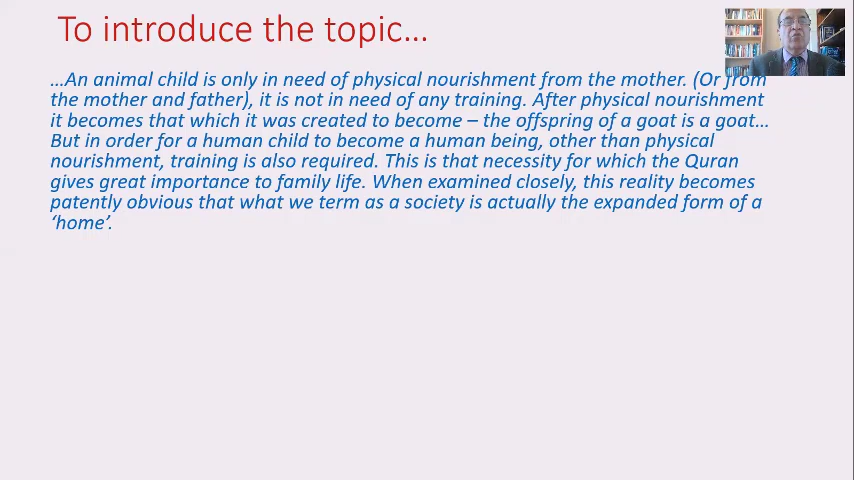 To introduce the topic...
...An animal child is only in need of physical nourishment from the mother. (Or from
the mother and father), it is not in need of any training. After physical nourishment
it becomes that which it was created to become – the offspring of a goat is a goat...
But in order for a human child to become a human being, other than physical
nourishment, training is also required. This is that necessity for which the Quran
gives great importance to family life. When examined closely, this reality becomes
patently obvious that what we term as a society is actually the expanded form of a
‘home’.